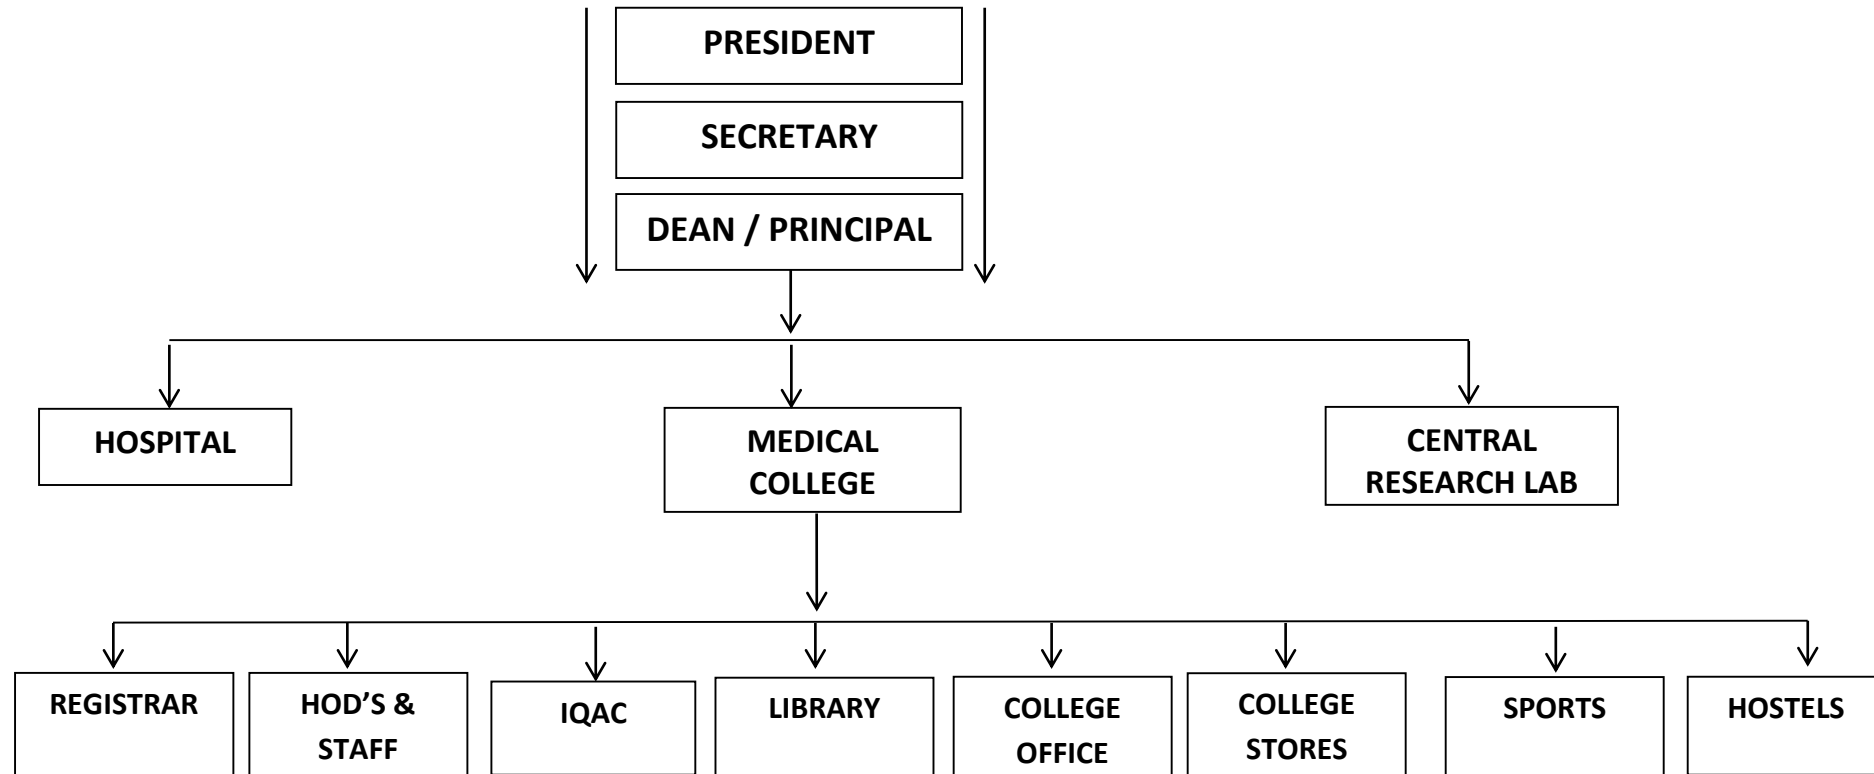 PRESIDENT
SECRETARY
DEAN / PRINCIPAL
HOSPITAL
MEDICAL
COLLEGE
CENTRAL
RESEARCH LAB
REGISTRAR
HOD’S &
STAFF
IQAC
LIBRARY
COLLEGE
OFFICE
COLLEGE
STORES
SPORTS
HOSTELS